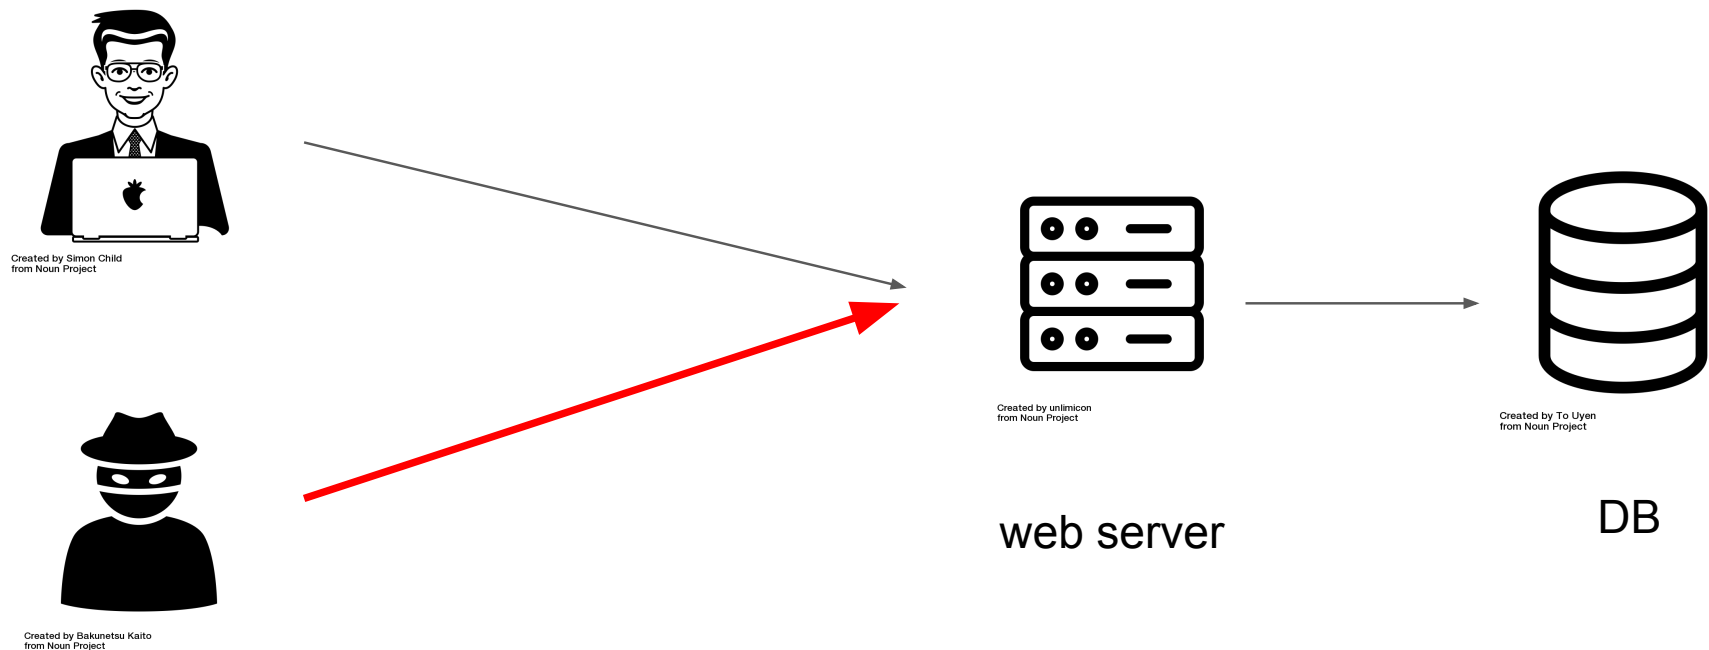 Created by Simon Child
from Noun Project
Created by unlimicon
from Noun Project
Created by To Uyen
from Noun Project
web server
DB
Created by Bakunetsu Kaito
from Noun Project